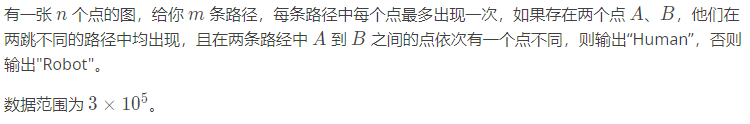 有一张 n 个点的图，给你 m 条路径，每条路径中每个点最多出现一次，如果存在两个点 A、B，他们在
两跳不同的路径中均出现，且在两条路经中 A 到 B 之间的点依次有一个点不同，则输出“Human”，否则
输出"Robot"。
数据范围为 3 × 10⁵。